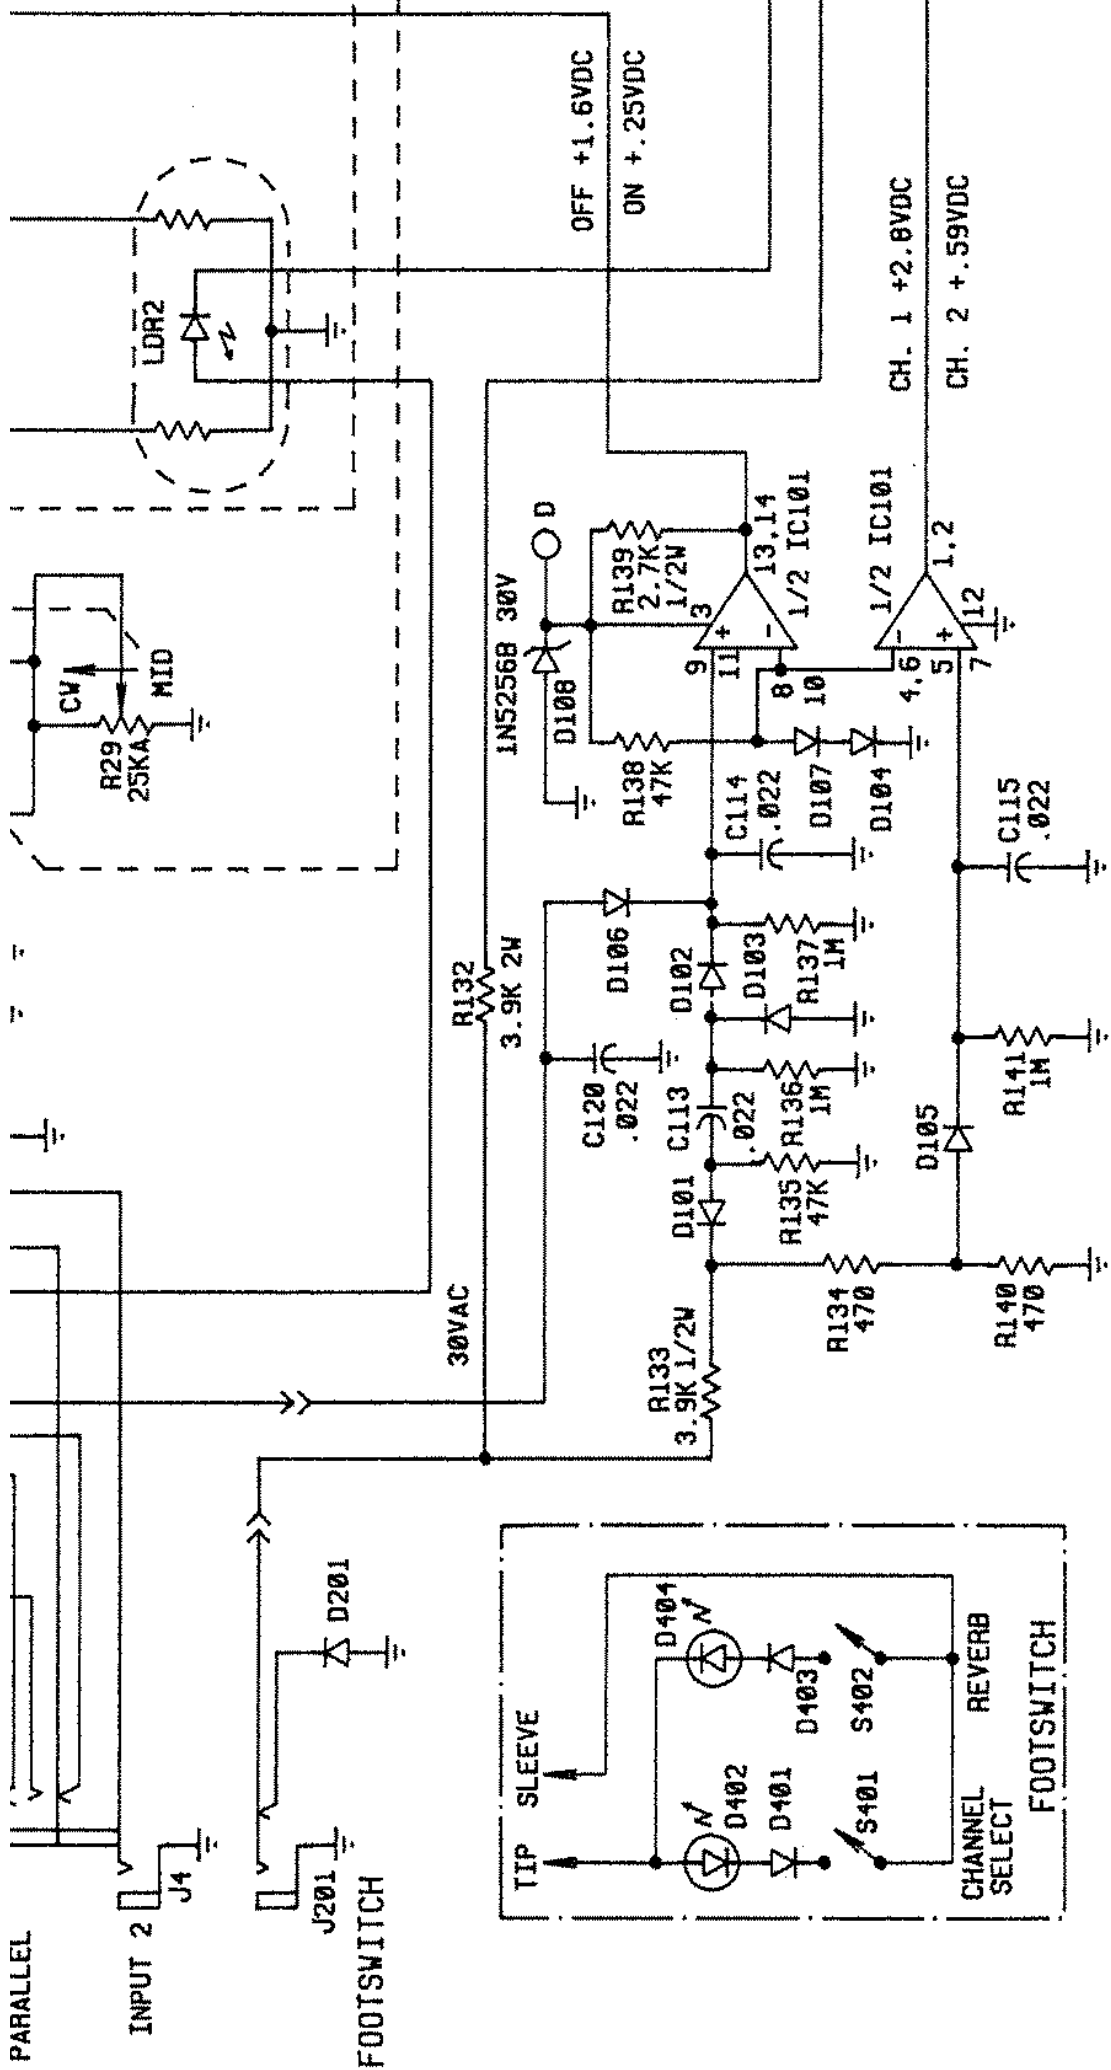 OFF +1.6VDC
ON +.25VDC
CH. 1 +2.8VDC
CH. 2 +.59VDC
LDR2
CW
MID
R29
25KA
1N5256B 30V
D108
D
R139
2.7K
1/2W
3
13,14
1/2 IC101
9
11
+
-
8
10
R138
47K
C114
.022
D107
D104
1/2 IC101
1,2
4,6
-
5
+
7
12
C115
.022
R132
3.9K 2W
D106
D102
D103
R137
1M
C120
.022
C113
.022
R136
1M
R141
1M
D105
D101
R135
47K
30VAC
R133
3.9K 1/2W
R134
470
R140
470
D201
PARALLEL
INPUT 2
J4
J201
FOOTSWITCH
TIP
SLEEVE
D402
D401
S401
CHANNEL
SELECT
D404
D403
S402
REVERB
FOOTSWITCH